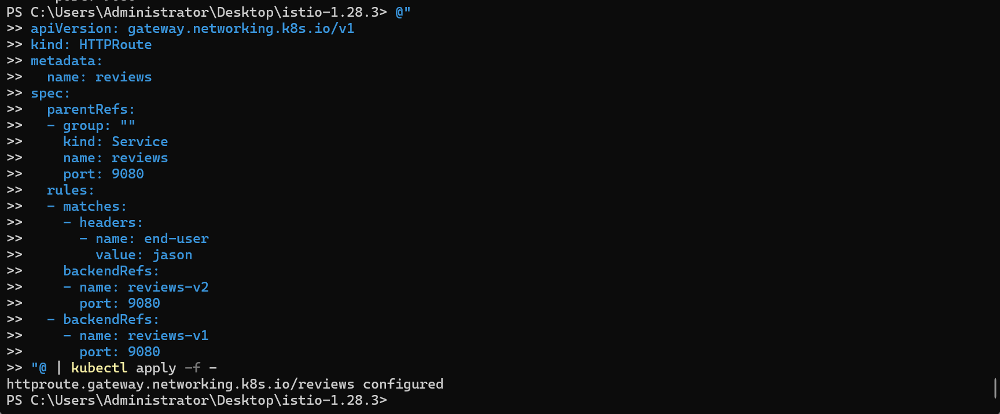 PS C:\Users\Administrator\Desktop\istio-1.28.3> @"
>> apiVersion: gateway.networking.k8s.io/v1
>> kind: HTTPRoute
>> metadata:
>>   name: reviews
>> spec:
>>   parentRefs:
>>   - group: ""
>>     kind: Service
>>     name: reviews
>>     port: 9080
>>   rules:
>>   - matches:
>>     - headers:
>>       - name: end-user
>>         value: jason
>>     backendRefs:
>>     - name: reviews-v2
>>       port: 9080
>>   - backendRefs:
>>     - name: reviews-v1
>>       port: 9080
>> "@ | kubectl apply -f -
httproute.gateway.networking.k8s.io/reviews configured
PS C:\Users\Administrator\Desktop\istio-1.28.3>